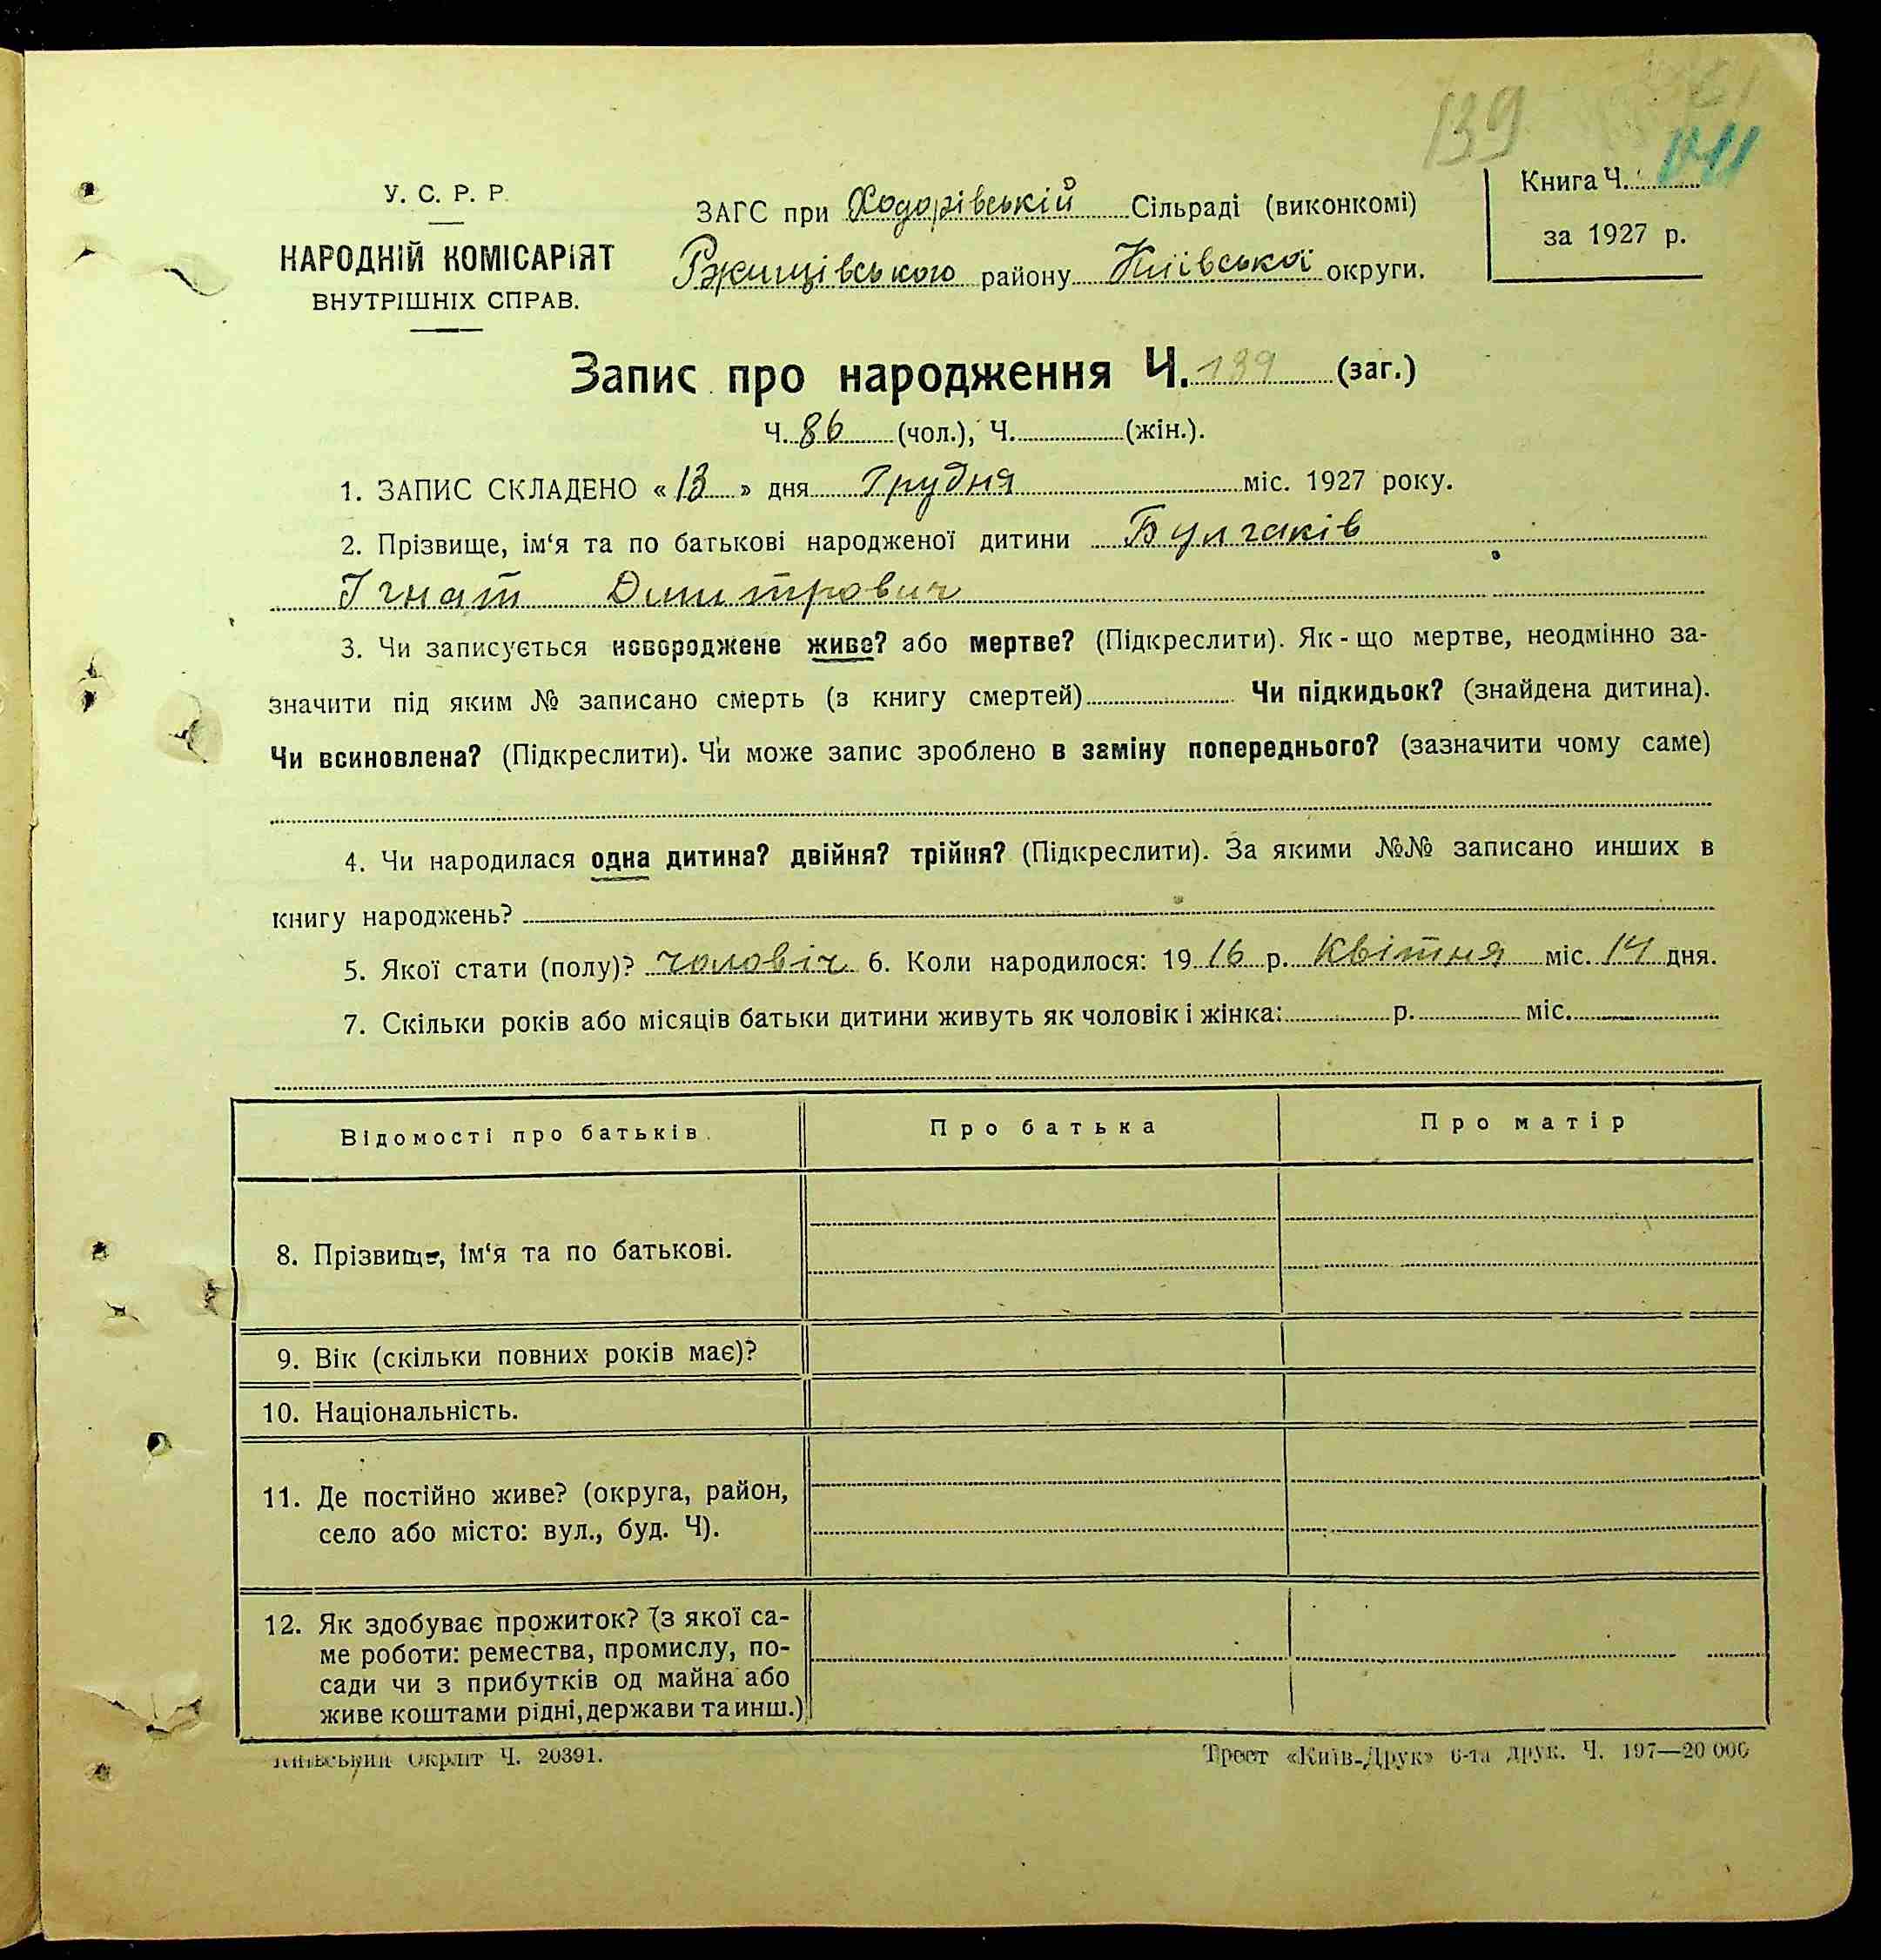 139
У. С. Р. Р.
НАРОДНІЙ КОМІСАРІЯТ
ВНУТРІШНІХ СПРАВ.
ЗАГС при Ходорівській Сільраді (виконкомі)
Ржищівського району Київської округи.
Книга Ч.
за 1927 р.
Запис про народження Ч. 139 (заг.)
Ч. 86 (чол.), Ч. (жін.).
1. ЗАПИС СКЛАДЕНО «13» дня Грудня міс. 1927 року.
2. Прізвище, ім‘я та по батькові народженої дитини Булгаків
Ігнат Димитрович
3. Чи записується новороджене живе? або мертве? (Підкреслити). Як-що мертве, неодмінно за-
значити під яким № записано смерть (з книгу смертей) Чи підкидьок? (знайдена дитина).
Чи всиновлена? (Підкреслити). Чи може запис зроблено в заміну попереднього? (зазначити чому саме)
4. Чи народилася одна дитина? двійня? трійня? (Підкреслити). За якими №№ записано инших в
книгу народжень?
5. Якої стати (полу)? чоловіч 6. Коли народилося: 1916 р. Квітня міс. 14 дня.
7. Скільки років або місяців батьки дитини живуть як чоловік і жінка: р. міс.
Відомості про батьків. Про батька Про матір
8. Прізвище, ім‘я та по батькові.
9. Вік (скільки повних років має)?
10. Національність.
11. Де постійно живе? (округа, район,
село або місто: вул., буд. Ч).
12. Як здобуває прожиток? (з якої са-
ме роботи: ремества, промислу, по-
сади чи з прибутків од майна або
живе коштами рідні, держави та инш.)
Київський Окрліт Ч. 20391.
Трест «Київ-Друк» 6-та друк. Ч. 197—20 000